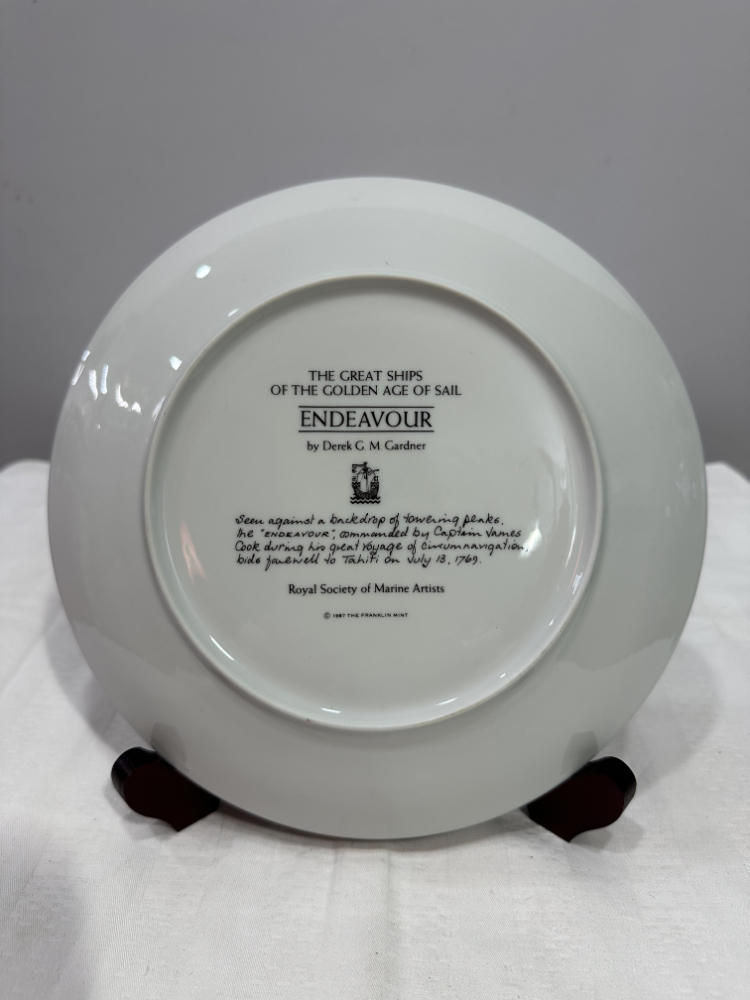 THE GREAT SHIPS
OF THE GOLDEN AGE OF SAIL
ENDEAVOUR
by Derek G. M Gardner
Seen against a backdrop of towering peaks,
the "ENDEAVOUR", commanded by Captain James
Cook during his great voyage of circumnavigation,
bids farewell to Tahiti on July 13, 1769.
Royal Society of Marine Artists
© 1987 THE FRANKLIN MINT